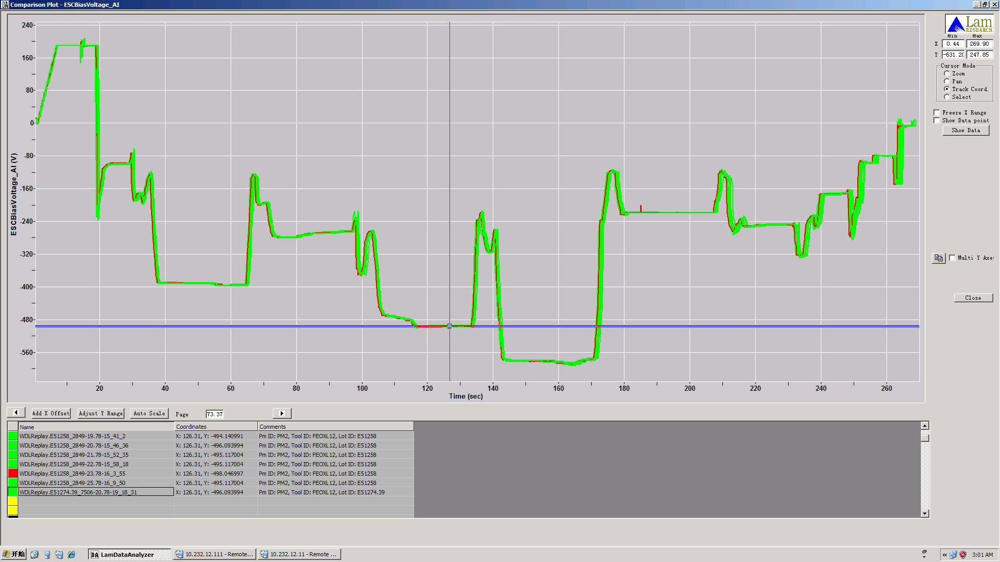 Comparison Plot - ESCBiasVoltage_AI
Lam
RESEARCH
Min Max
X 0.44 269.90
Y -631.20 247.85
Cursor Mode
Zoom
Pan
Track Coord.
Select
Freeze X Range
Show Data point
Show Data
Multi Y Axe
Close
ESCBiasVoltage_AI (V)
240
160
80
0
-80
-160
-240
-320
-400
-480
-560
20 40 60 80 100 120 140 160 180 200 220 240 260
Time (sec)
Add X Offset Adjust Y Range Auto Scale Page 73.37
Name Coordinates Comments
WDLReplay.E51258_2849-19.78-15_41_2 X: 126.31, Y: -494.140991 Pm ID: PM2, Tool ID: FEOXL12, Lot ID: E51258
WDLReplay.E51258_2849-20.78-15_46_36 X: 126.31, Y: -496.093994 Pm ID: PM2, Tool ID: FEOXL12, Lot ID: E51258
WDLReplay.E51258_2849-21.78-15_52_35 X: 126.31, Y: -495.117004 Pm ID: PM2, Tool ID: FEOXL12, Lot ID: E51258
WDLReplay.E51258_2849-22.78-15_58_18 X: 126.31, Y: -495.117004 Pm ID: PM2, Tool ID: FEOXL12, Lot ID: E51258
WDLReplay.E51258_2849-23.78-16_3_55 X: 126.31, Y: -498.046997 Pm ID: PM2, Tool ID: FEOXL12, Lot ID: E51258
WDLReplay.E51258_2849-25.78-16_9_50 X: 126.31, Y: -495.117004 Pm ID: PM2, Tool ID: FEOXL12, Lot ID: E51258
WDLReplay.E51274.39_7506-20.78-19_18_31 X: 126.31, Y: -496.093994 Pm ID: PM2, Tool ID: FEOXL12, Lot ID: E51274.39
开始 DA LamDataAnalyzer 10.232.12.111 - Remote... 10.232.12.11 - Remote ... « 3:01 AM